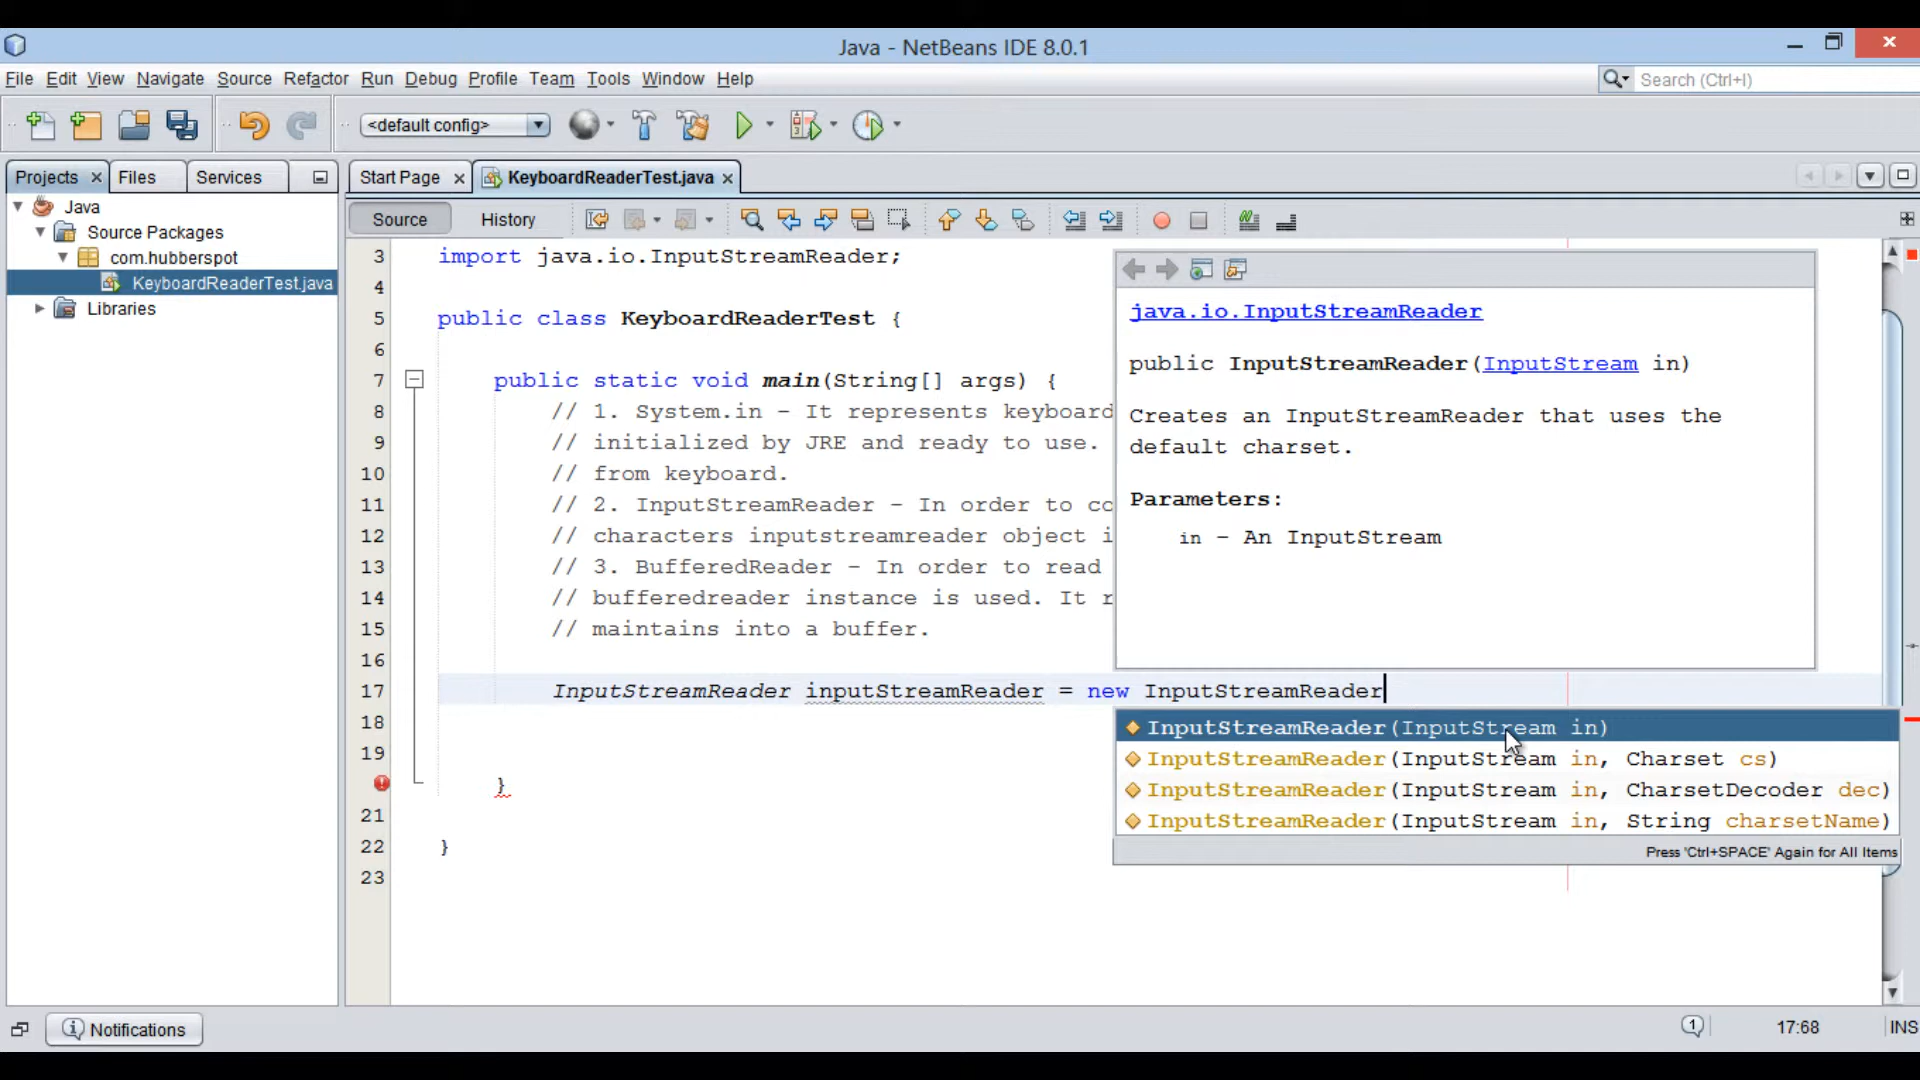 Java - NetBeans IDE 8.0.1
File Edit View Navigate Source Refactor Run Debug Profile Team Tools Window Help
Search (Ctrl+I)
<default config>
Projects Files Services
Start Page KeyboardReaderTest.java
Java
Source Packages
com.hubberspot
KeyboardReaderTest.java
Libraries
Source History
3 import java.io.InputStreamReader;
4
5 public class KeyboardReaderTest {
6
7 public static void main(String[] args) {
8 // 1. System.in - It represents keyboard
9 // initialized by JRE and ready to use.
10 // from keyboard.
11 // 2. InputStreamReader - In order to co
12 // characters inputstreamreader object i
13 // 3. BufferedReader - In order to read
14 // bufferedreader instance is used. It r
15 // maintains into a buffer.
16
17 InputStreamReader inputStreamReader = new InputStreamReader
18
19
}
21
22 }
23
java.io.InputStreamReader
public InputStreamReader(InputStream in)
Creates an InputStreamReader that uses the
default charset.
Parameters:
in - An InputStream
InputStreamReader(InputStream in)
InputStreamReader(InputStream in, Charset cs)
InputStreamReader(InputStream in, CharsetDecoder dec)
InputStreamReader(InputStream in, String charsetName)
Press 'Ctrl+SPACE' Again for All Items
Notifications
1
17:68
INS